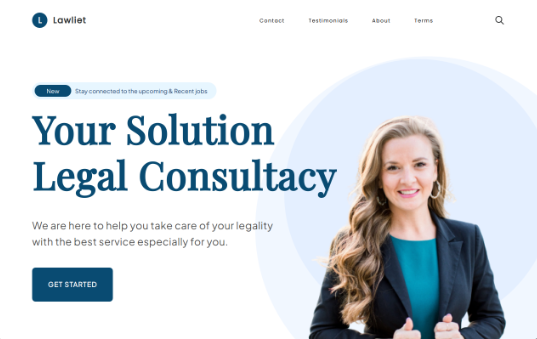 L Lawliet
Contact Testimonials About Terms
New Stay connected to the upcoming & Recent jobs
Your Solution
Legal Consultacy
We are here to help you take care of your legality
with the best service especially for you.
GET STARTED